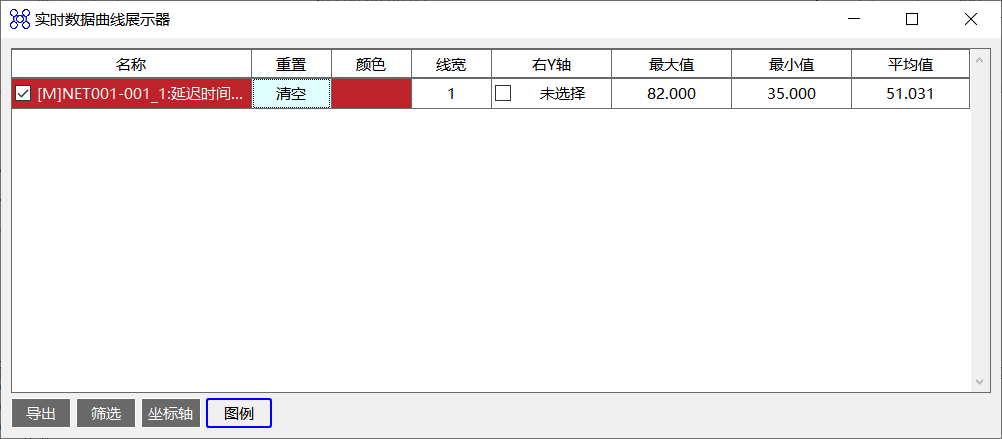 实时数据曲线展示器
名称 重置 颜色 线宽 右Y轴 最大值 最小值 平均值
[M]NET001-001_1:延迟时间... 清空 1 未选择 82.000 35.000 51.031
导出 筛选 坐标轴 图例